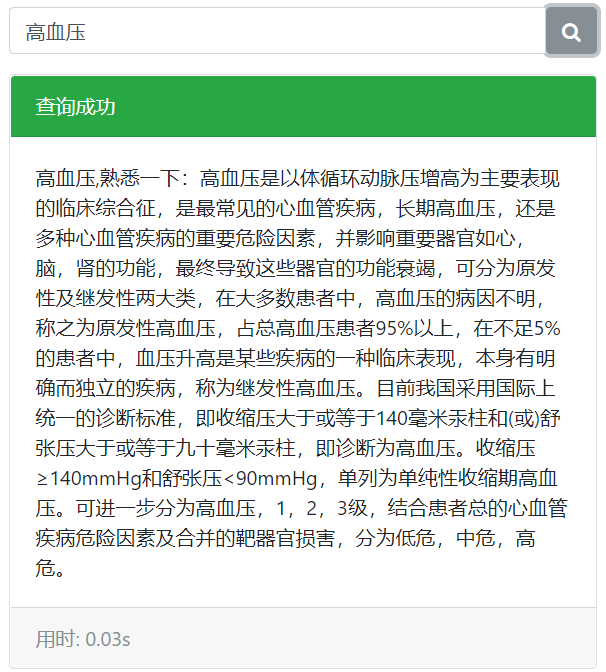 高血压
查询成功
高血压,熟悉一下：高血压是以体循环动脉压增高为主要表现
的临床综合征，是最常见的心血管疾病，长期高血压，还是
多种心血管疾病的重要危险因素，并影响重要器官如心，
脑，肾的功能，最终导致这些器官的功能衰竭，可分为原发
性及继发性两大类，在大多数患者中，高血压的病因不明，
称之为原发性高血压，占总高血压患者95%以上，在不足5%
的患者中，血压升高是某些疾病的一种临床表现，本身有明
确而独立的疾病，称为继发性高血压。目前我国采用国际上
统一的诊断标准，即收缩压大于或等于140毫米汞柱和(或)舒
张压大于或等于九十毫米汞柱，即诊断为高血压。收缩压
≥140mmHg和舒张压<90mmHg，单列为单纯性收缩期高血
压。可进一步分为高血压，1，2，3级，结合患者总的心血管
疾病危险因素及合并的靶器官损害，分为低危，中危，高
危。
用时: 0.03s